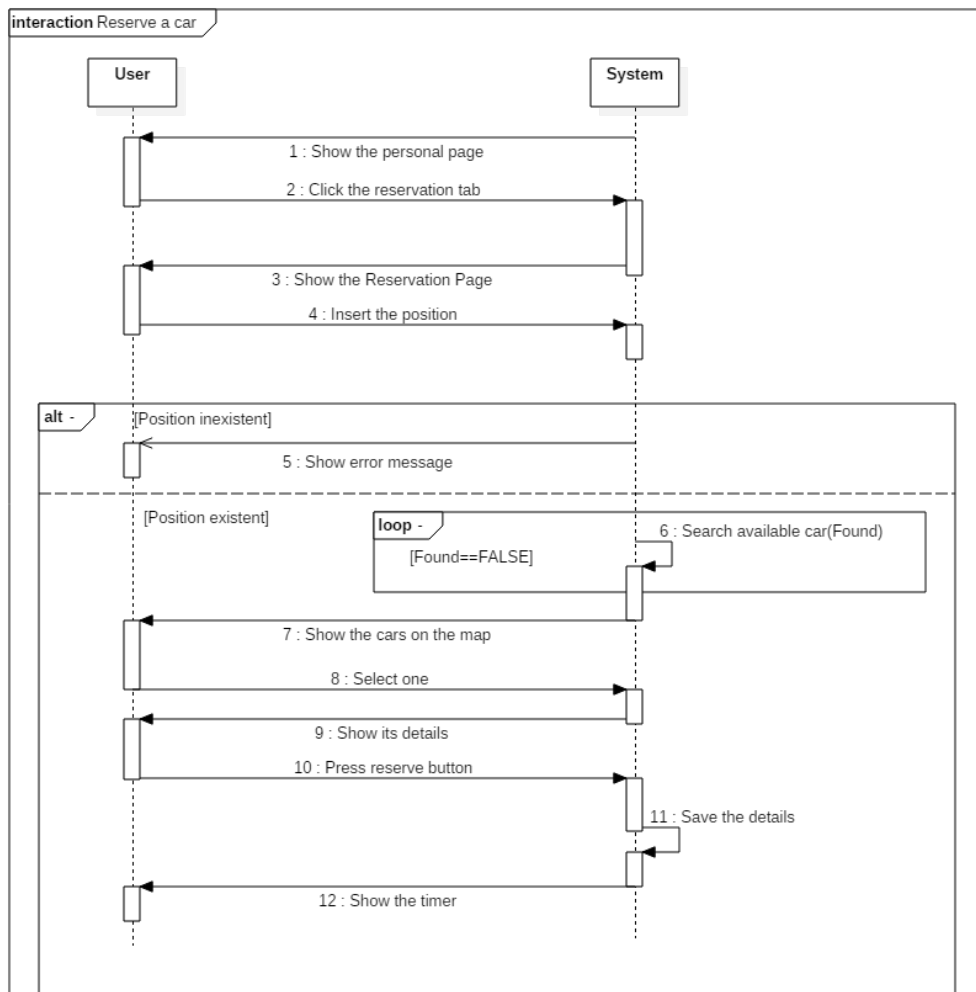 interaction Reserve a car
User
System
1 : Show the personal page
2 : Click the reservation tab
3 : Show the Reservation Page
4 : Insert the position
alt -
[Position inexistent]
5 : Show error message
[Position existent]
loop -
6 : Search available car(Found)
[Found==FALSE]
7 : Show the cars on the map
8 : Select one
9 : Show its details
10 : Press reserve button
11 : Save the details
12 : Show the timer